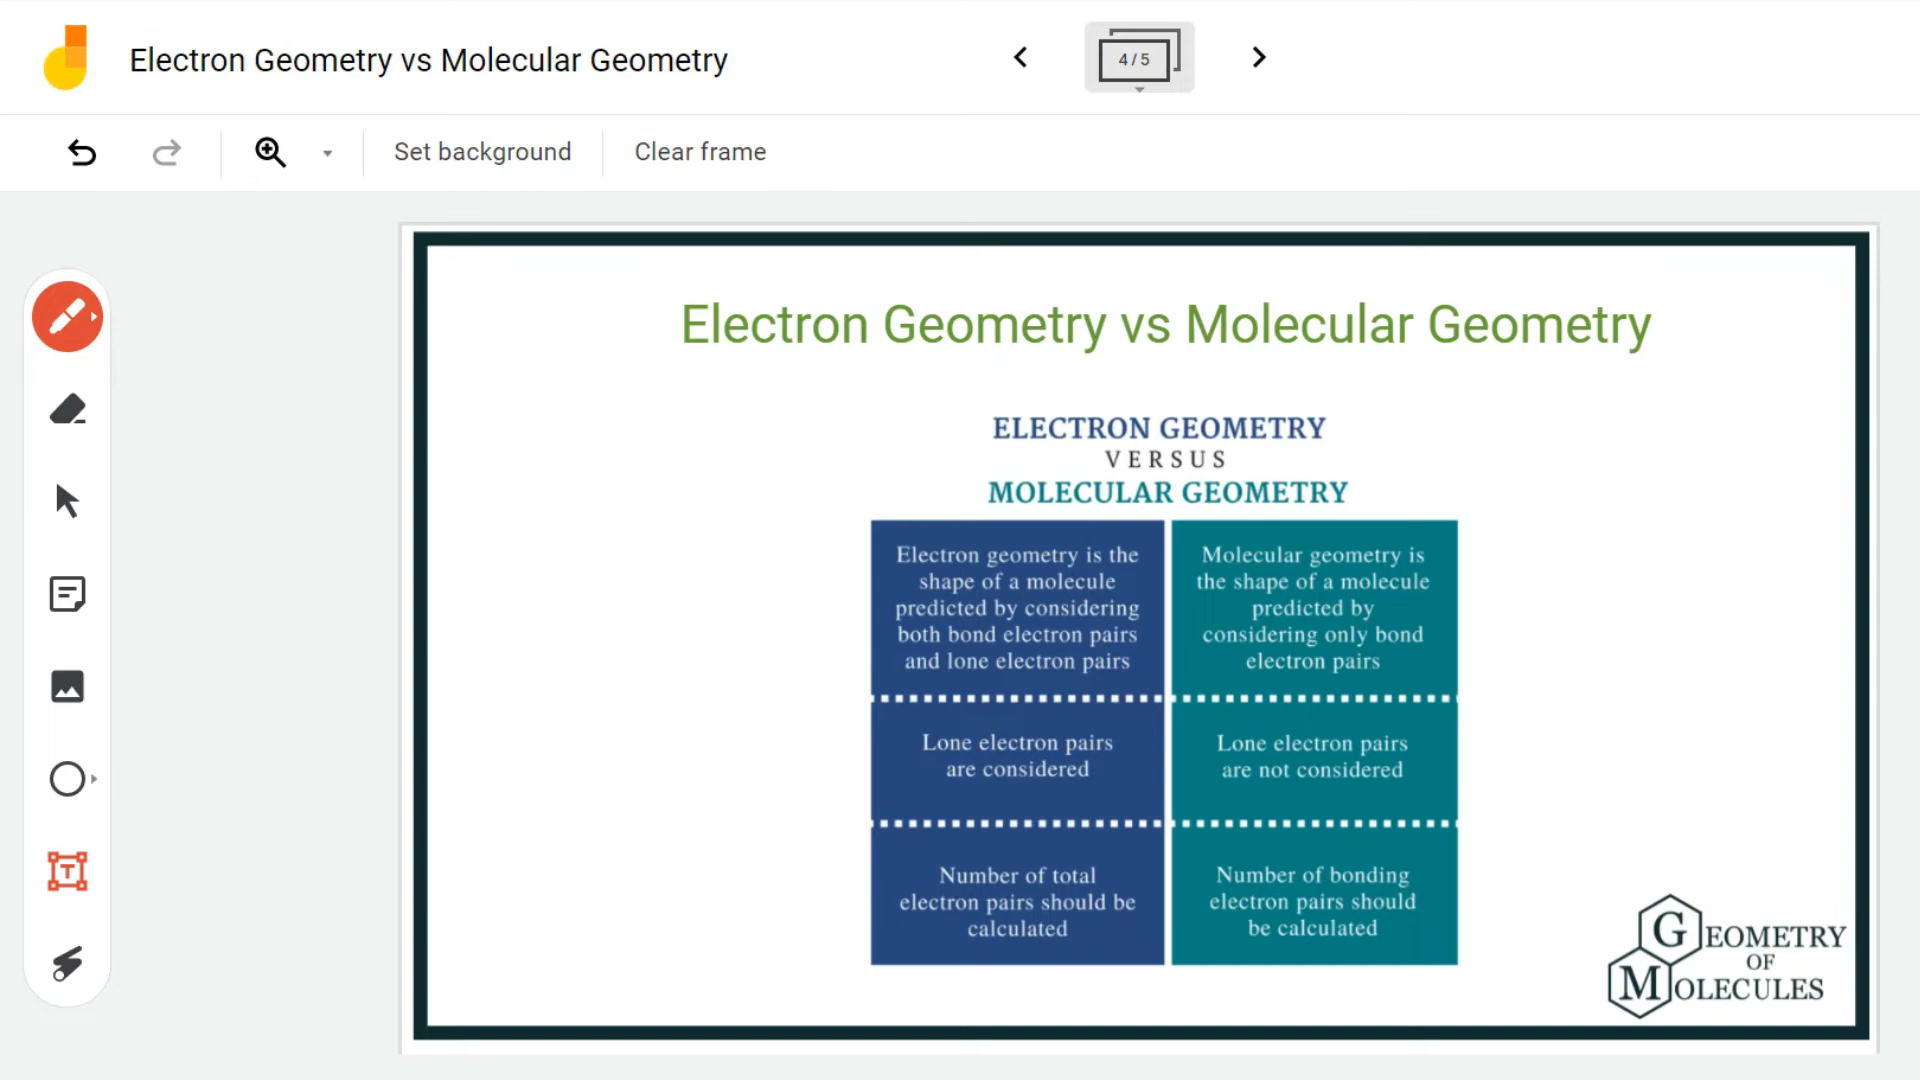 Electron Geometry vs Molecular Geometry
4 / 5
Set background
Clear frame
Electron Geometry vs Molecular Geometry
ELECTRON GEOMETRY
VERSUS
MOLECULAR GEOMETRY
Electron geometry is the
shape of a molecule
predicted by considering
both bond electron pairs
and lone electron pairs
Molecular geometry is
the shape of a molecule
predicted by
considering only bond
electron pairs
Lone electron pairs
are considered
Lone electron pairs
are not considered
Number of total
electron pairs should be
calculated
Number of bonding
electron pairs should
be calculated
T
GEOMETRY
OF
MOLECULES